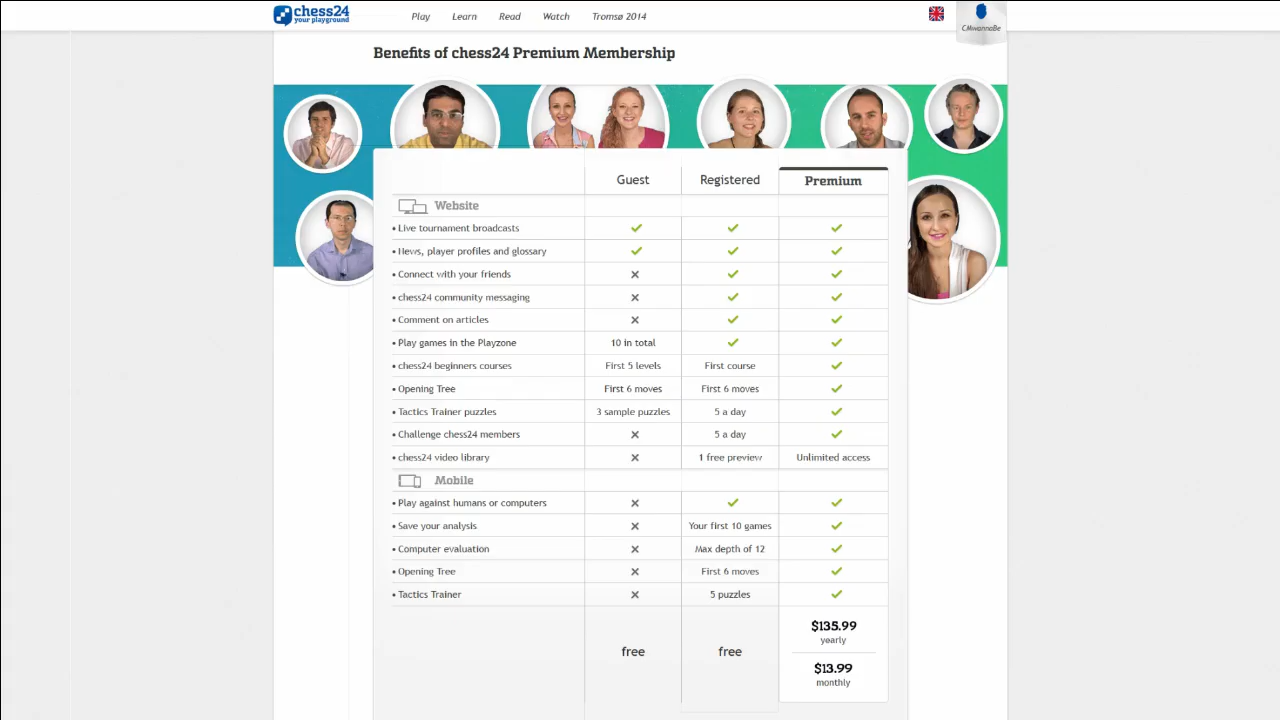 chess24
your playground
Play Learn Read Watch Tromsø 2014
CMwannaBe
Benefits of chess24 Premium Membership
Guest Registered Premium
Website
• Live tournament broadcasts
• News, player profiles and glossary
• Connect with your friends
• chess24 community messaging
• Comment on articles
• Play games in the Playzone 10 in total
• chess24 beginners courses First 5 levels First course
• Opening Tree First 6 moves First 6 moves
• Tactics Trainer puzzles 3 sample puzzles 5 a day
• Challenge chess24 members 5 a day
• chess24 video library 1 free preview Unlimited access
Mobile
• Play against humans or computers
• Save your analysis Your first 10 games
• Computer evaluation Max depth of 12
• Opening Tree First 6 moves
• Tactics Trainer 5 puzzles
free free
$135.99
yearly
$13.99
monthly